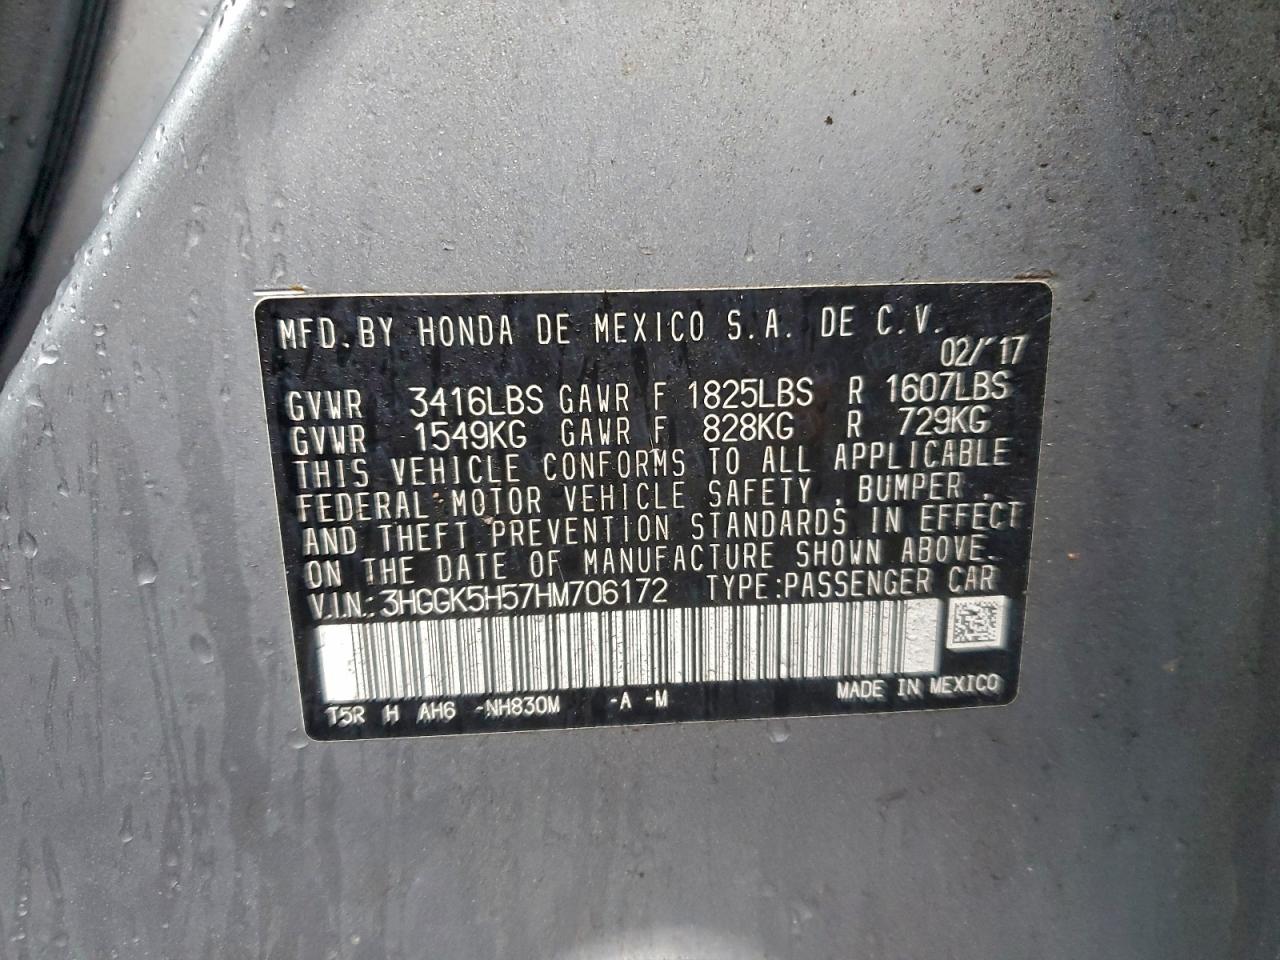 MFD.BY HONDA DE MEXICO S.A. DE C.V.
02/'17
GVWR 3416LBS GAWR F 1825LBS R 1607LBS
GVWR 1549KG GAWR F 828KG R 729KG
THIS VEHICLE CONFORMS TO ALL APPLICABLE
FEDERAL MOTOR VEHICLE SAFETY , BUMPER ,
AND THEFT PREVENTION STANDARDS IN EFFECT
ON THE DATE OF MANUFACTURE SHOWN ABOVE.
V.I.N.: 3HGGK5H57HM706172 TYPE:PASSENGER CAR
T5R H AH6 -NH830M -A -M MADE IN MEXICO